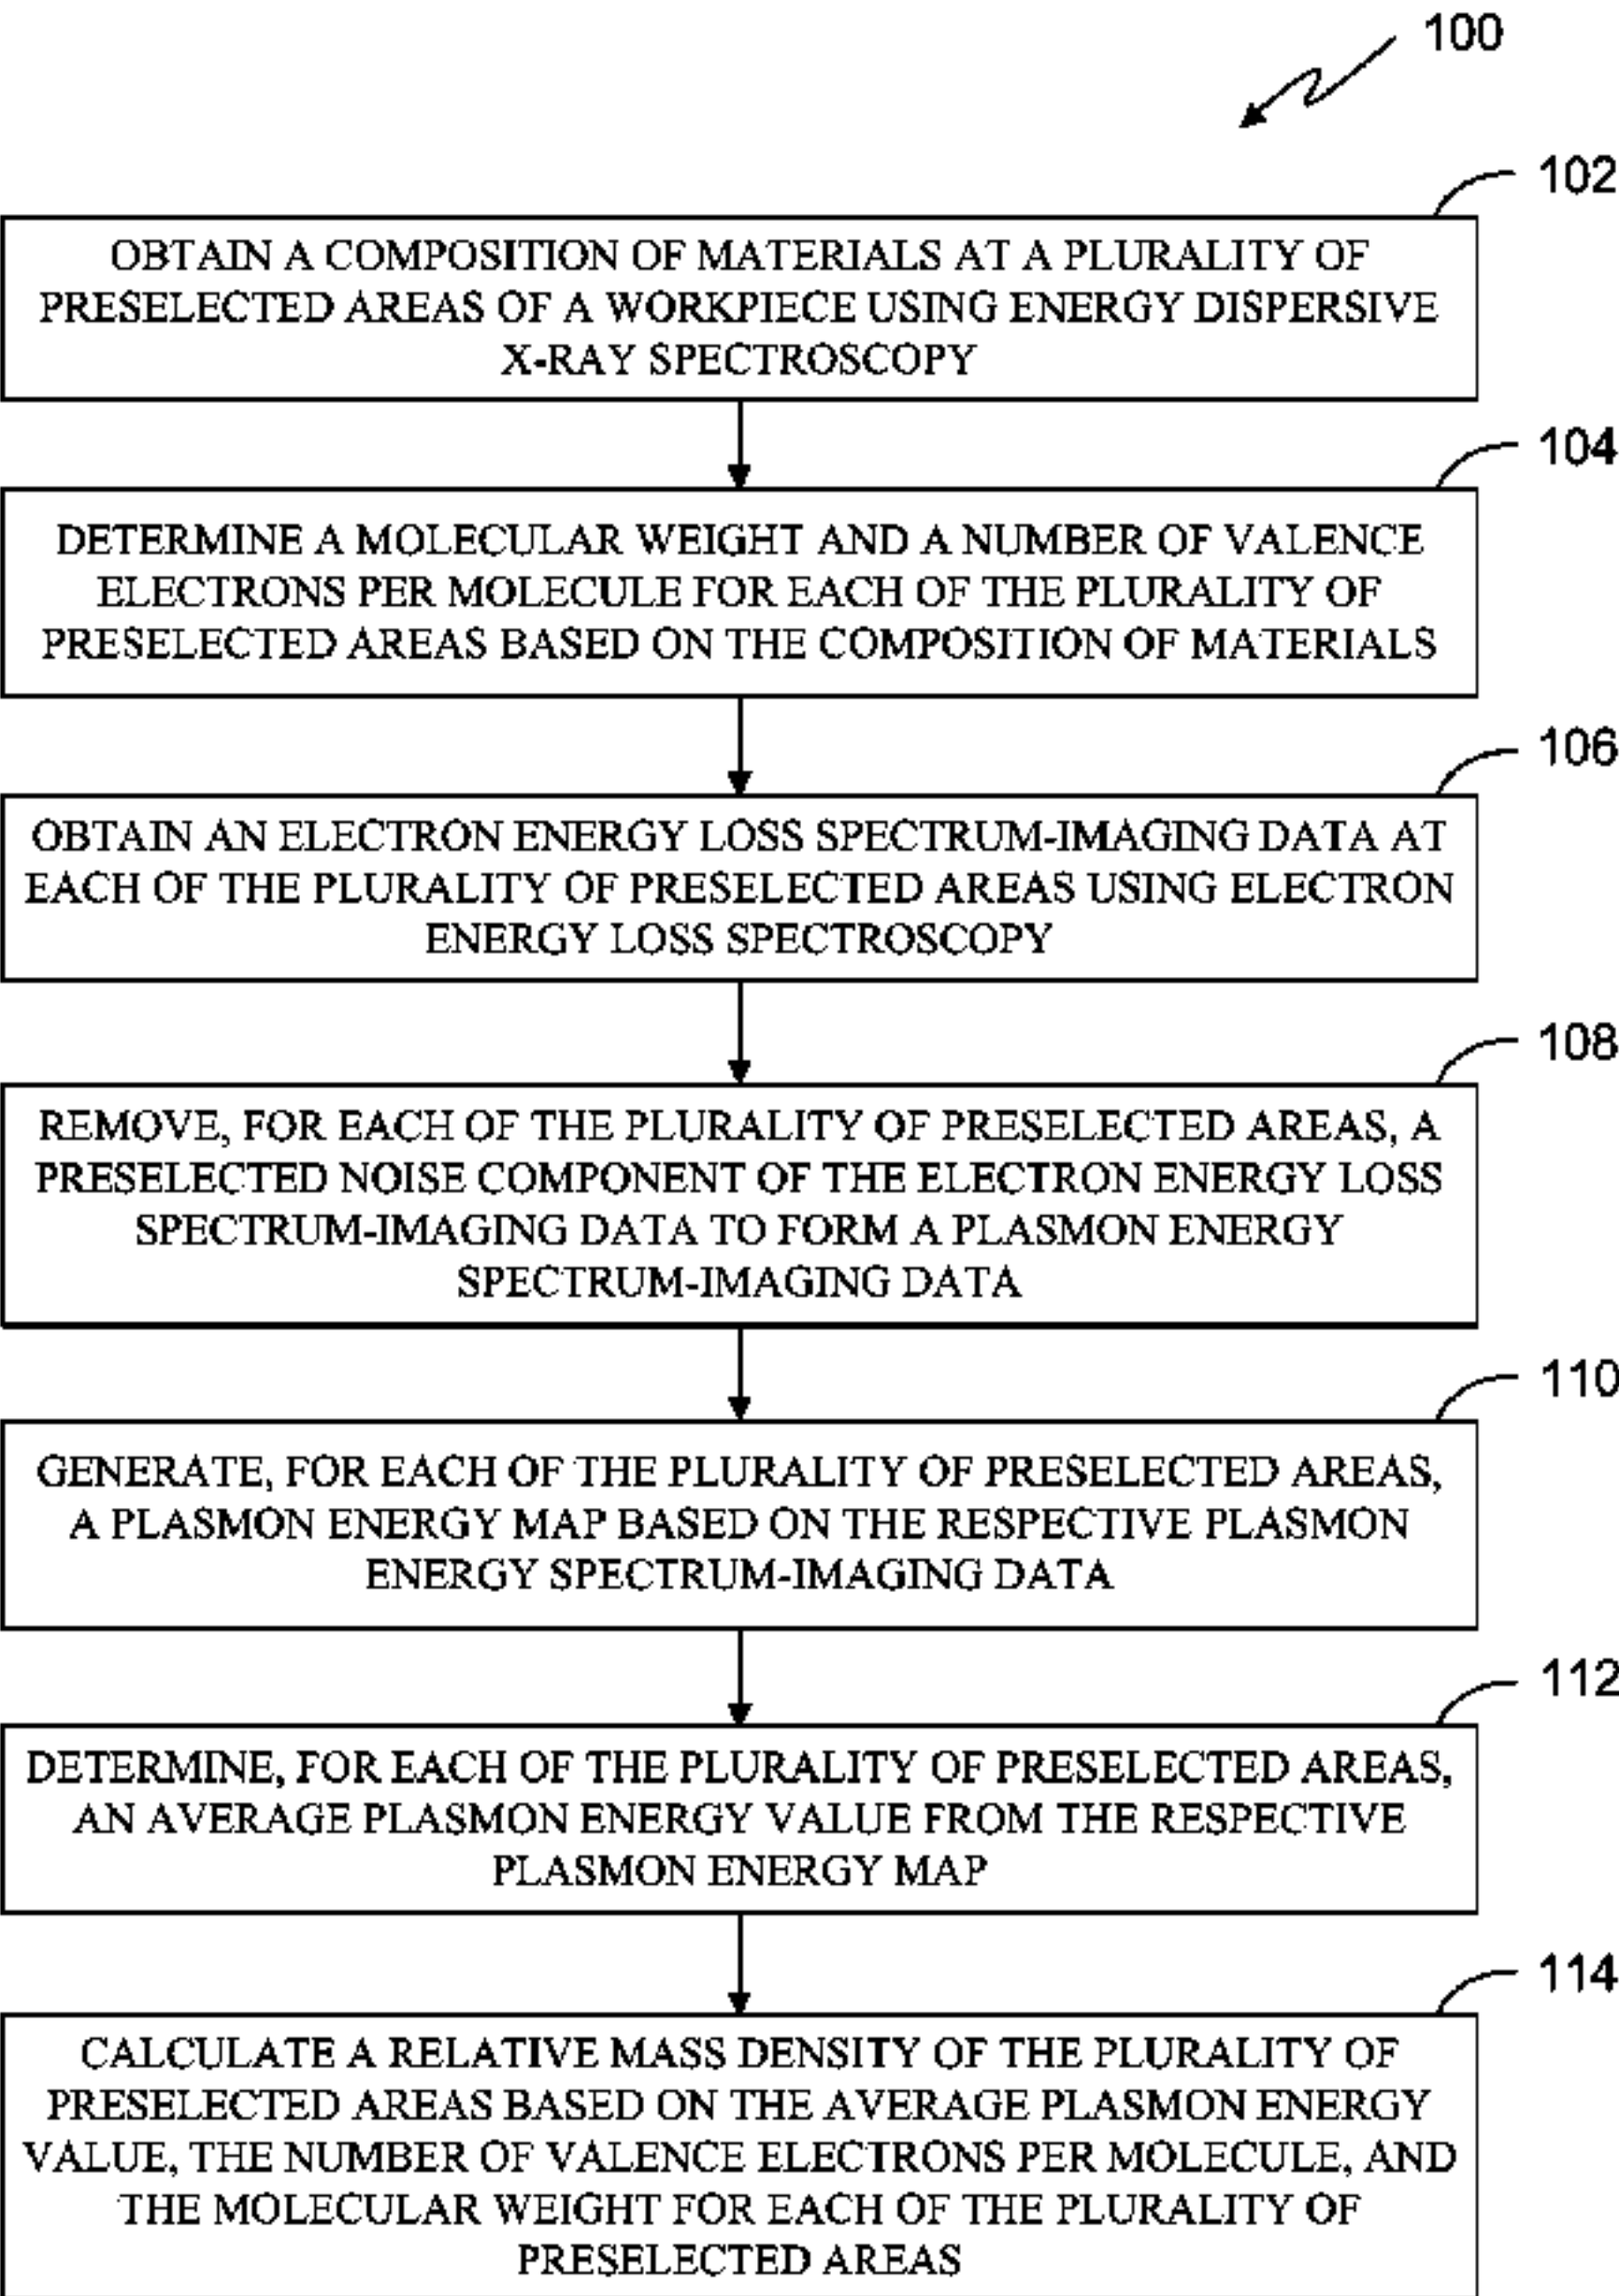 100
102
OBTAIN A COMPOSITION OF MATERIALS AT A PLURALITY OF
PRESELECTED AREAS OF A WORKPIECE USING ENERGY DISPERSIVE
X-RAY SPECTROSCOPY
104
DETERMINE A MOLECULAR WEIGHT AND A NUMBER OF VALENCE
ELECTRONS PER MOLECULE FOR EACH OF THE PLURALITY OF
PRESELECTED AREAS BASED ON THE COMPOSITION OF MATERIALS
106
OBTAIN AN ELECTRON ENERGY LOSS SPECTRUM-IMAGING DATA AT
EACH OF THE PLURALITY OF PRESELECTED AREAS USING ELECTRON
ENERGY LOSS SPECTROSCOPY
108
REMOVE, FOR EACH OF THE PLURALITY OF PRESELECTED AREAS, A
PRESELECTED NOISE COMPONENT OF THE ELECTRON ENERGY LOSS
SPECTRUM-IMAGING DATA TO FORM A PLASMON ENERGY
SPECTRUM-IMAGING DATA
110
GENERATE, FOR EACH OF THE PLURALITY OF PRESELECTED AREAS,
A PLASMON ENERGY MAP BASED ON THE RESPECTIVE PLASMON
ENERGY SPECTRUM-IMAGING DATA
112
DETERMINE, FOR EACH OF THE PLURALITY OF PRESELECTED AREAS,
AN AVERAGE PLASMON ENERGY VALUE FROM THE RESPECTIVE
PLASMON ENERGY MAP
114
CALCULATE A RELATIVE MASS DENSITY OF THE PLURALITY OF
PRESELECTED AREAS BASED ON THE AVERAGE PLASMON ENERGY
VALUE, THE NUMBER OF VALENCE ELECTRONS PER MOLECULE, AND
THE MOLECULAR WEIGHT FOR EACH OF THE PLURALITY OF
PRESELECTED AREAS